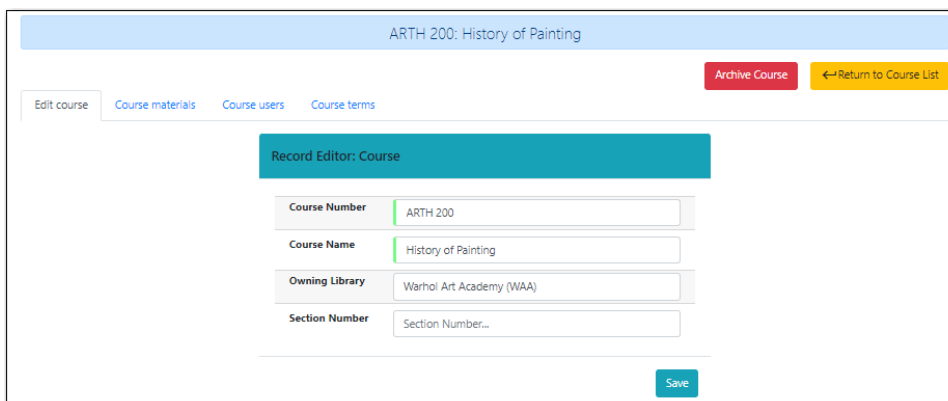 ARTH 200: History of Painting
Archive Course
Return to Course List
Edit course Course materials Course users Course terms
Record Editor: Course
Course Number ARTH 200
Course Name History of Painting
Owning Library Warhol Art Academy (WAA)
Section Number Section Number...
Save